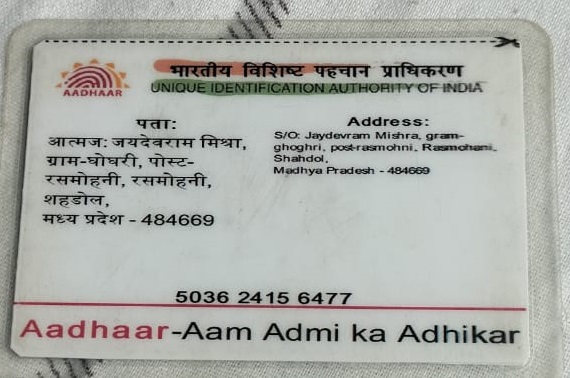 AADHAAR
भारतीय विशिष्ट पहचान प्राधिकरण
UNIQUE IDENTIFICATION AUTHORITY OF INDIA
पता:
आत्मज: जयदेवराम मिश्रा,
ग्राम-घोघरी, पोस्ट-
रसमोहनी, रसमोहनी,
शहडोल,
मध्य प्रदेश - 484669
Address:
S/O: Jaydevram Mishra, gram-
ghoghri, post-rasmohni, Rasmohani,
Shahdol,
Madhya Pradesh - 484669
5036 2415 6477
Aadhaar-Aam Admi ka Adhikar